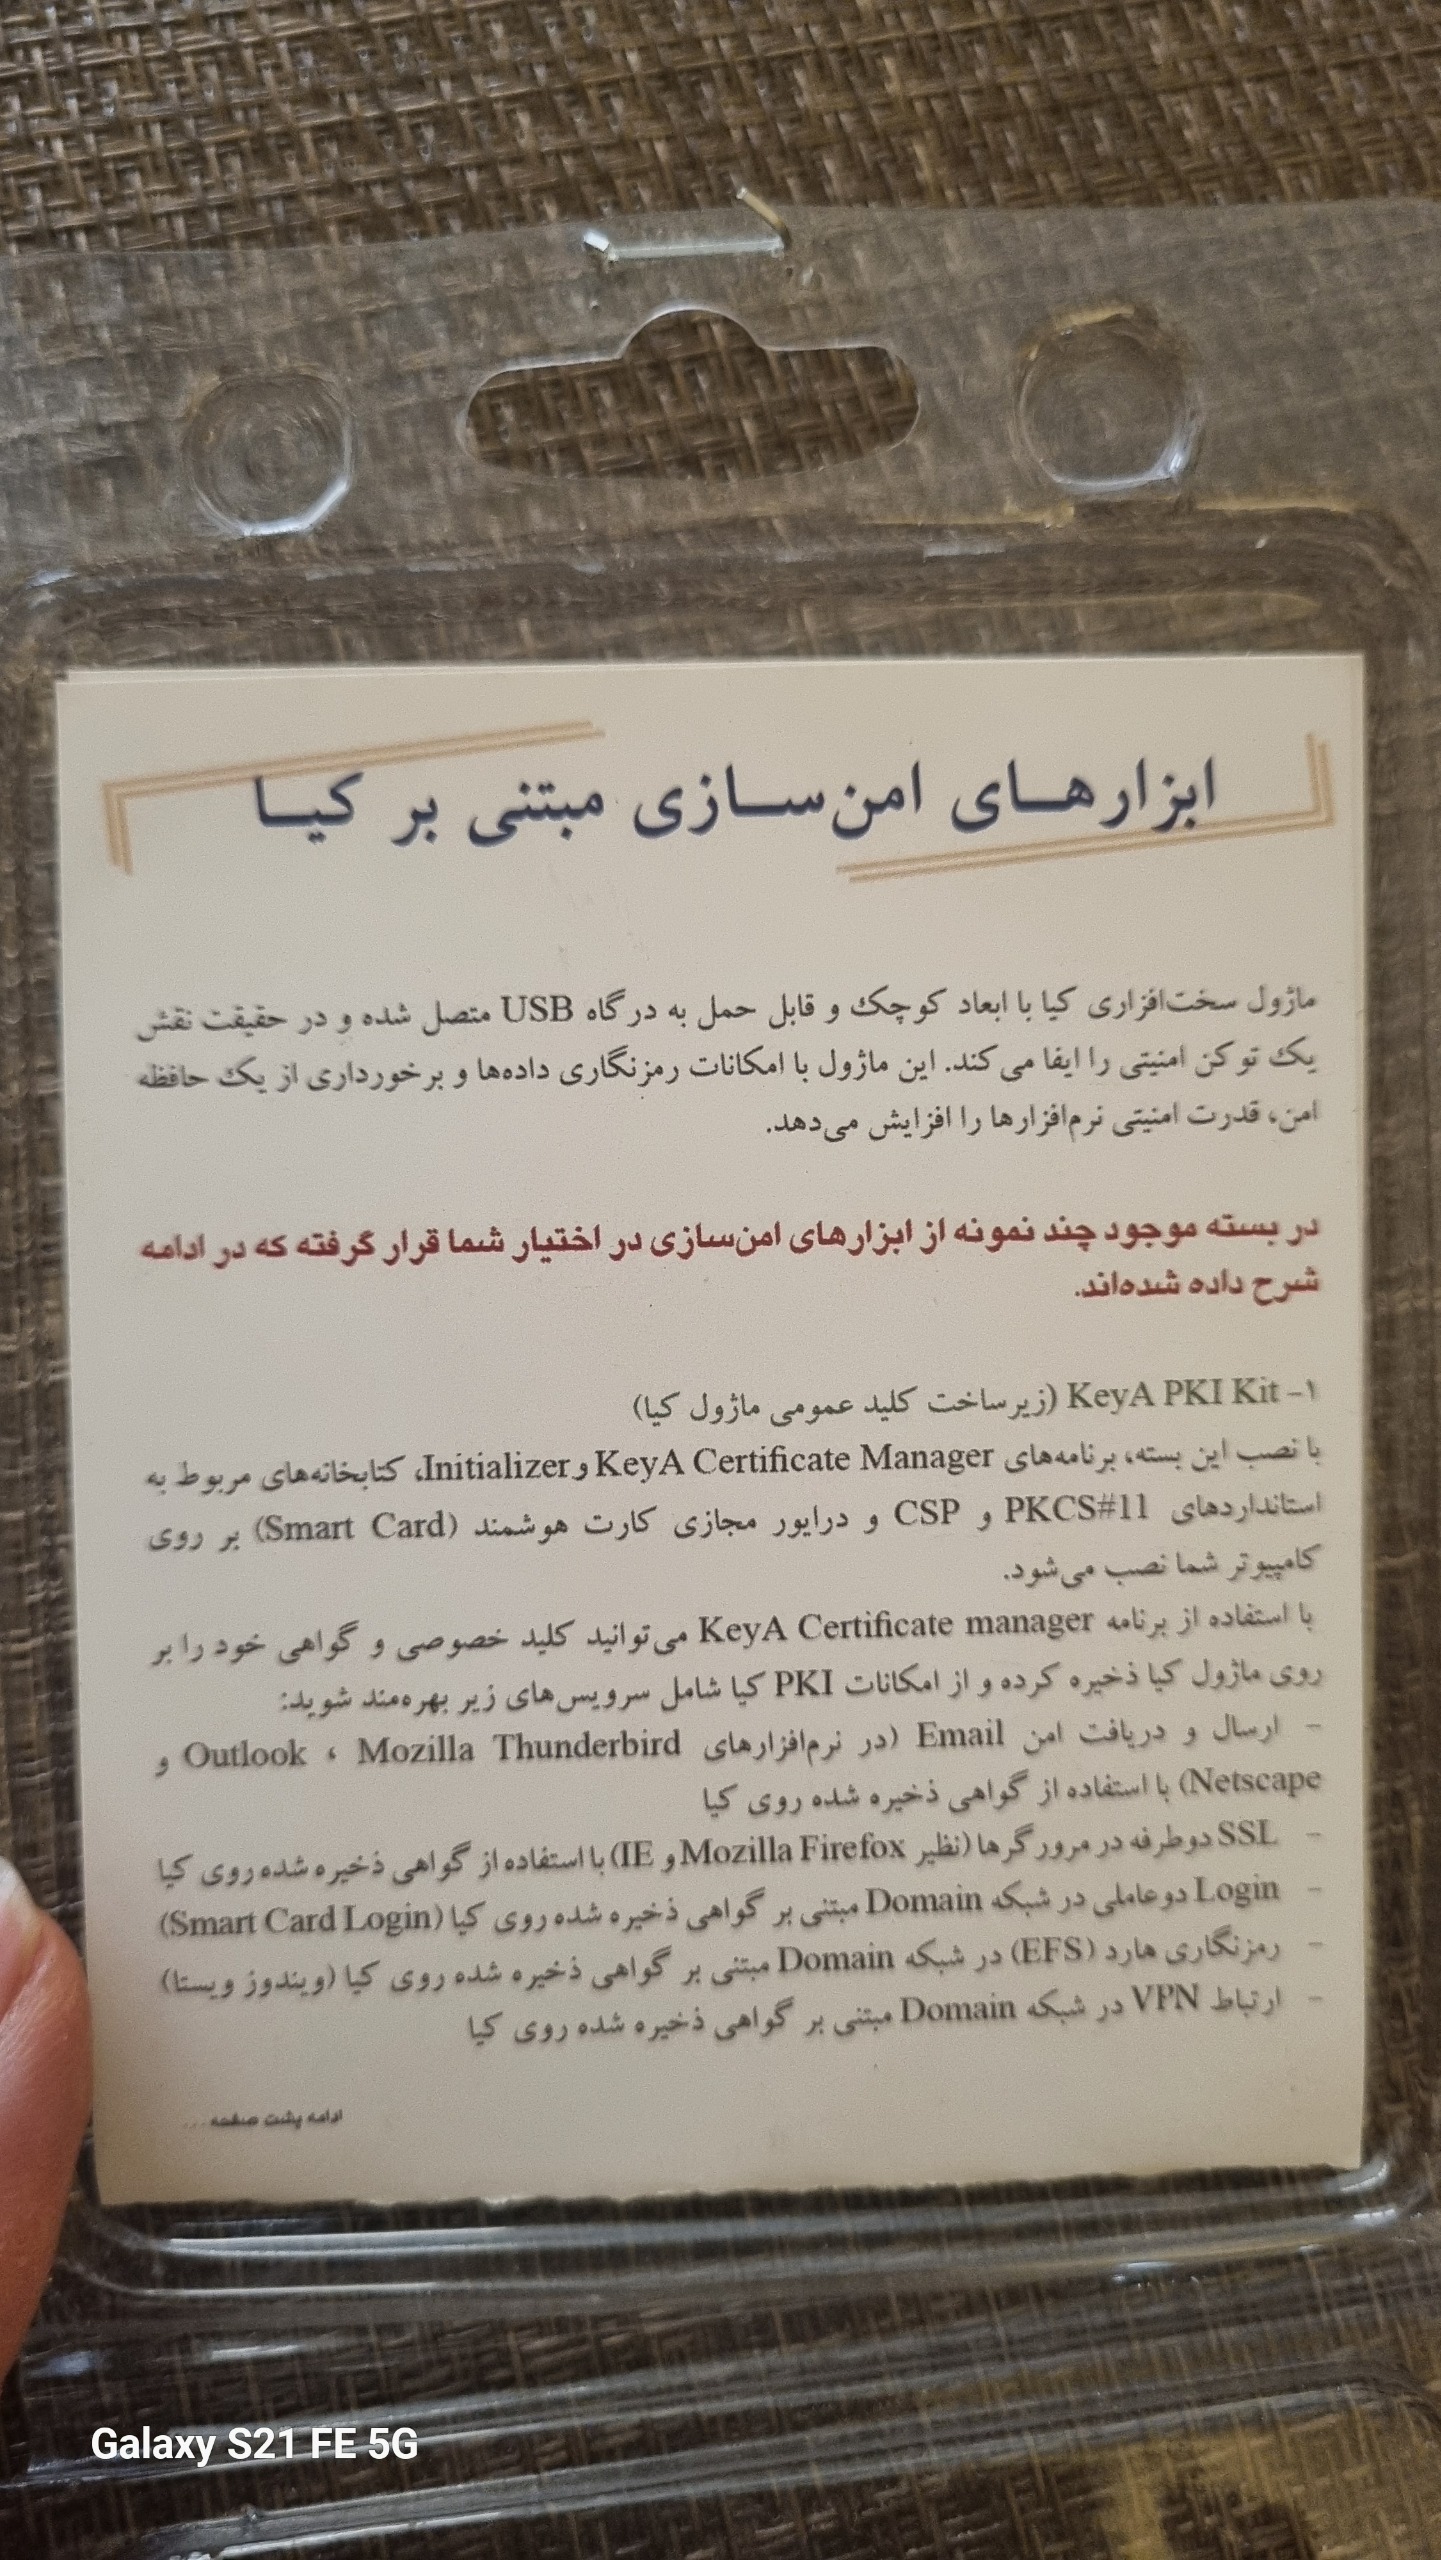 ابزارهـای امن‌سـازی مبتنی بر کیـا
ماژول سخت‌افزاری کیا با ابعاد کوچک و قابل حمل به درگاه USB متصل شده و در حقیقت نقش
یک توکن امنیتی را ایفا می‌کند. این ماژول با امکانات رمزنگاری داده‌ها و برخورداری از یک حافظه
امن، قدرت امنیتی نرم‌افزارها را افزایش می‌دهد.
در بسته موجود چند نمونه از ابزارهای امن‌سازی در اختیار شما قرار گرفته که در ادامه
شرح داده شده‌اند.
۱- KeyA PKI Kit (زیرساخت کلید عمومی ماژول کیا)
با نصب این بسته، برنامه‌های KeyA Certificate Manager و Initializer، کتابخانه‌های مربوط به
استانداردهای PKCS#11 و CSP و درایور مجازی کارت هوشمند (Smart Card) بر روی
کامپیوتر شما نصب می‌شود.
با استفاده از برنامه KeyA Certificate manager می‌توانید کلید خصوصی و گواهی خود را بر
روی ماژول کیا ذخیره کرده و از امکانات PKI کیا شامل سرویس‌های زیر بهره‌مند شوید:
- ارسال و دریافت امن Email (در نرم‌افزارهای Outlook ، Mozilla Thunderbird و
Netscape) با استفاده از گواهی ذخیره شده روی کیا
- SSL دوطرفه در مرورگرها (نظیر Mozilla Firefox و IE) با استفاده از گواهی ذخیره شده روی کیا
- Login دوعاملی در شبکه Domain مبتنی بر گواهی ذخیره شده روی کیا (Smart Card Login)
- رمزنگاری هارد (EFS) در شبکه Domain مبتنی بر گواهی ذخیره شده روی کیا (ویندوز ویستا)
- ارتباط VPN در شبکه Domain مبتنی بر گواهی ذخیره شده روی کیا
ادامه پشت صفحه...
Galaxy S21 FE 5G